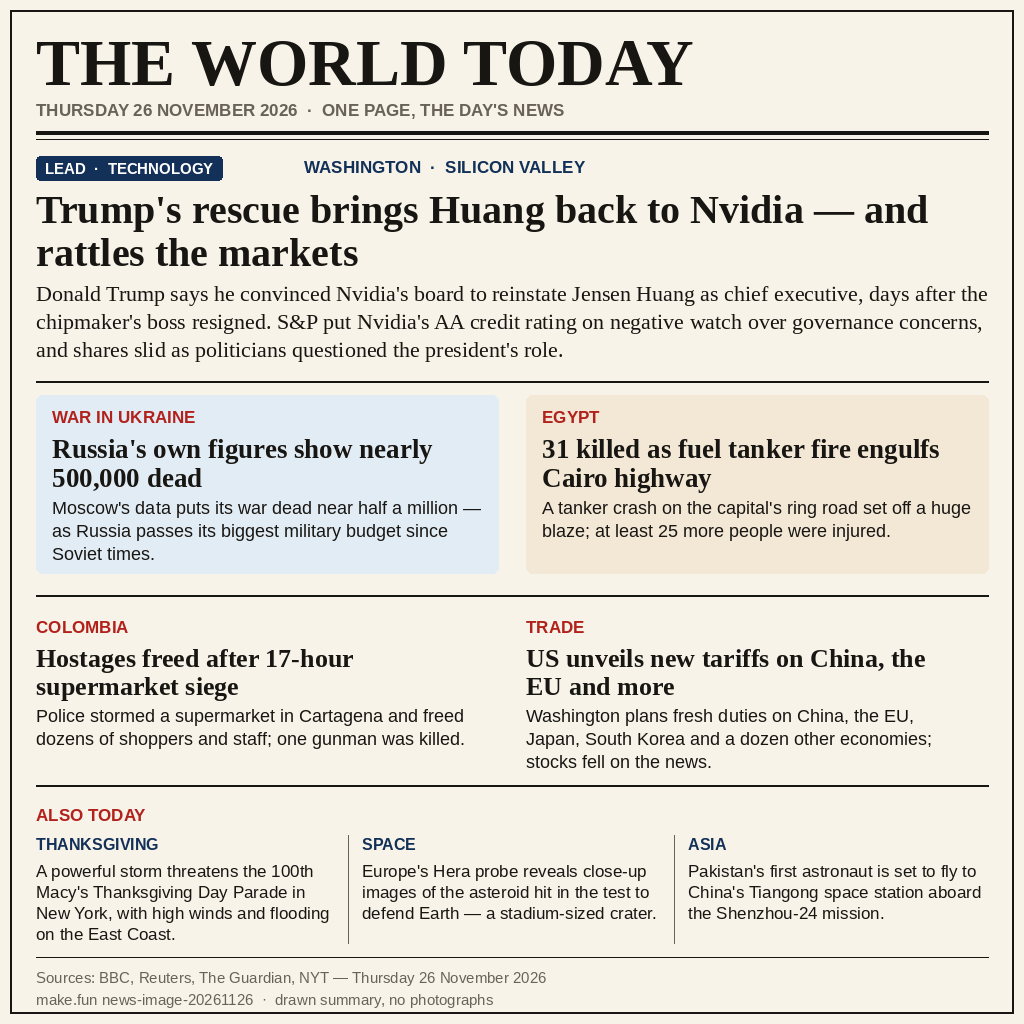 THE WORLD TODAY
THURSDAY 26 NOVEMBER 2026 · ONE PAGE, THE DAY'S NEWS
LEAD · TECHNOLOGY
WASHINGTON · SILICON VALLEY
Trump's rescue brings Huang back to Nvidia — and
rattles the markets
Donald Trump says he convinced Nvidia's board to reinstate Jensen Huang as chief executive, days after the
chipmaker's boss resigned. S&P put Nvidia's AA credit rating on negative watch over governance concerns,
and shares slid as politicians questioned the president's role.
WAR IN UKRAINE
Russia's own figures show nearly
500,000 dead
Moscow's data puts its war dead near half a million —
as Russia passes its biggest military budget since
Soviet times.
EGYPT
31 killed as fuel tanker fire engulfs
Cairo highway
A tanker crash on the capital's ring road set off a huge
blaze; at least 25 more people were injured.
COLOMBIA
Hostages freed after 17-hour
supermarket siege
Police stormed a supermarket in Cartagena and freed
dozens of shoppers and staff; one gunman was killed.
TRADE
US unveils new tariffs on China, the
EU and more
Washington plans fresh duties on China, the EU,
Japan, South Korea and a dozen other economies;
stocks fell on the news.
ALSO TODAY
THANKSGIVING
A powerful storm threatens the 100th
Macy's Thanksgiving Day Parade in
New York, with high winds and flooding
on the East Coast.
SPACE
Europe's Hera probe reveals close-up
images of the asteroid hit in the test to
defend Earth — a stadium-sized crater.
ASIA
Pakistan's first astronaut is set to fly to
China's Tiangong space station aboard
the Shenzhou-24 mission.
Sources: BBC, Reuters, The Guardian, NYT — Thursday 26 November 2026
make.fun news-image-20261126 · drawn summary, no photographs